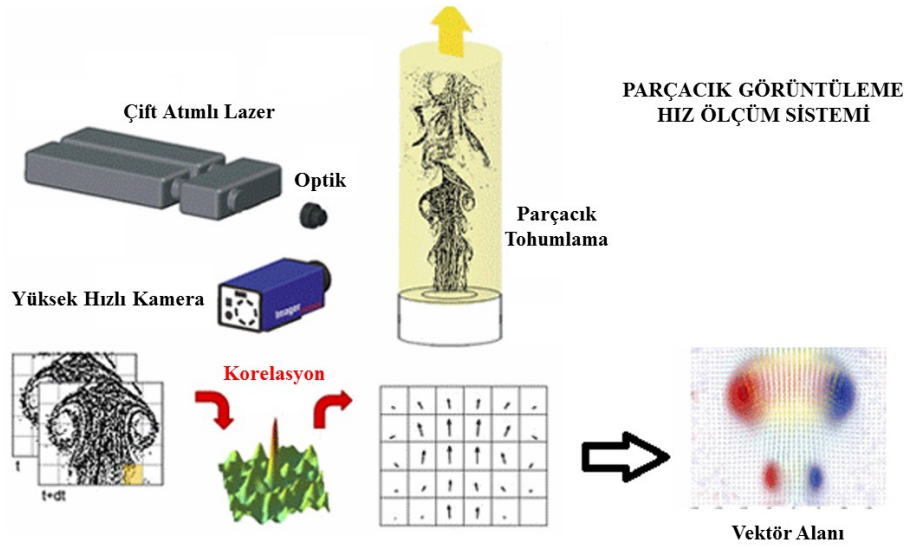 PARÇACIK GÖRÜNTÜLEME
HIZ ÖLÇÜM SİSTEMİ
Çift Atımlı Lazer
Optik
Parçacık
Tohumlama
Yüksek Hızlı Kamera
Imager
Korelasyon
t
t+dt
Vektör Alanı